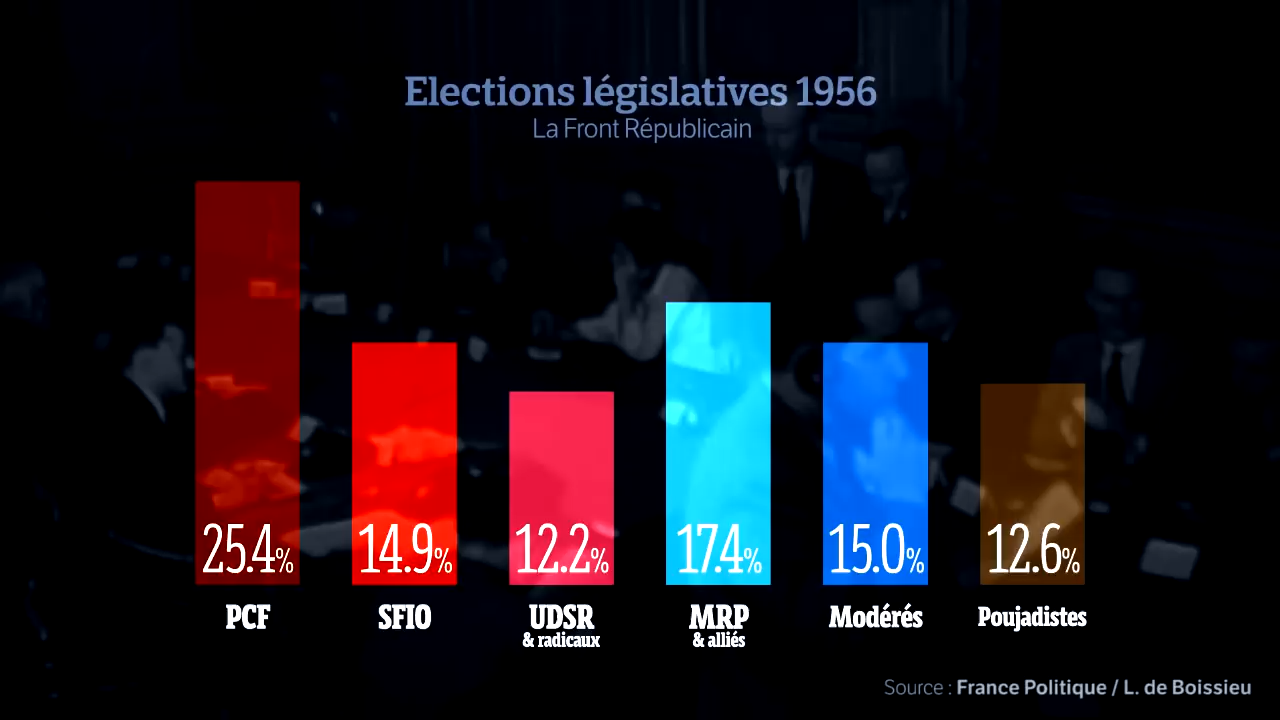 Elections législatives 1956
La Front Républicain
25.4% 14.9% 12.2% 17.4% 15.0% 12.6%
PCF SFIO UDSR MRP Modérés Poujadistes
& radicaux & alliés
Source : France Politique / L. de Boissieu